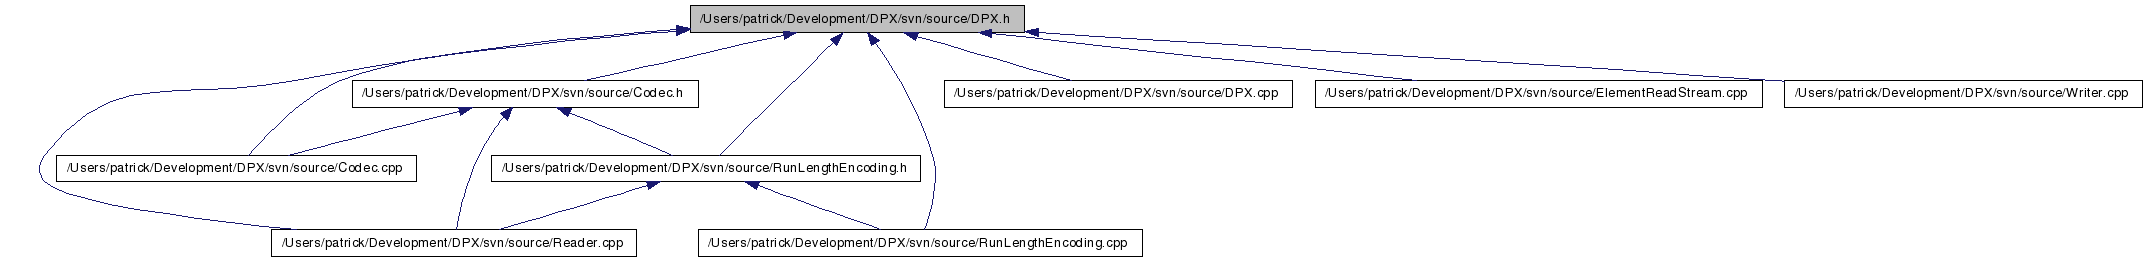 /Users/patrick/Development/DPX/svn/source/DPX.h
/Users/patrick/Development/DPX/svn/source/Codec.h
/Users/patrick/Development/DPX/svn/source/DPX.cpp
/Users/patrick/Development/DPX/svn/source/ElementReadStream.cpp
/Users/patrick/Development/DPX/svn/source/Writer.cpp
/Users/patrick/Development/DPX/svn/source/Codec.cpp
/Users/patrick/Development/DPX/svn/source/RunLengthEncoding.h
/Users/patrick/Development/DPX/svn/source/Reader.cpp
/Users/patrick/Development/DPX/svn/source/RunLengthEncoding.cpp